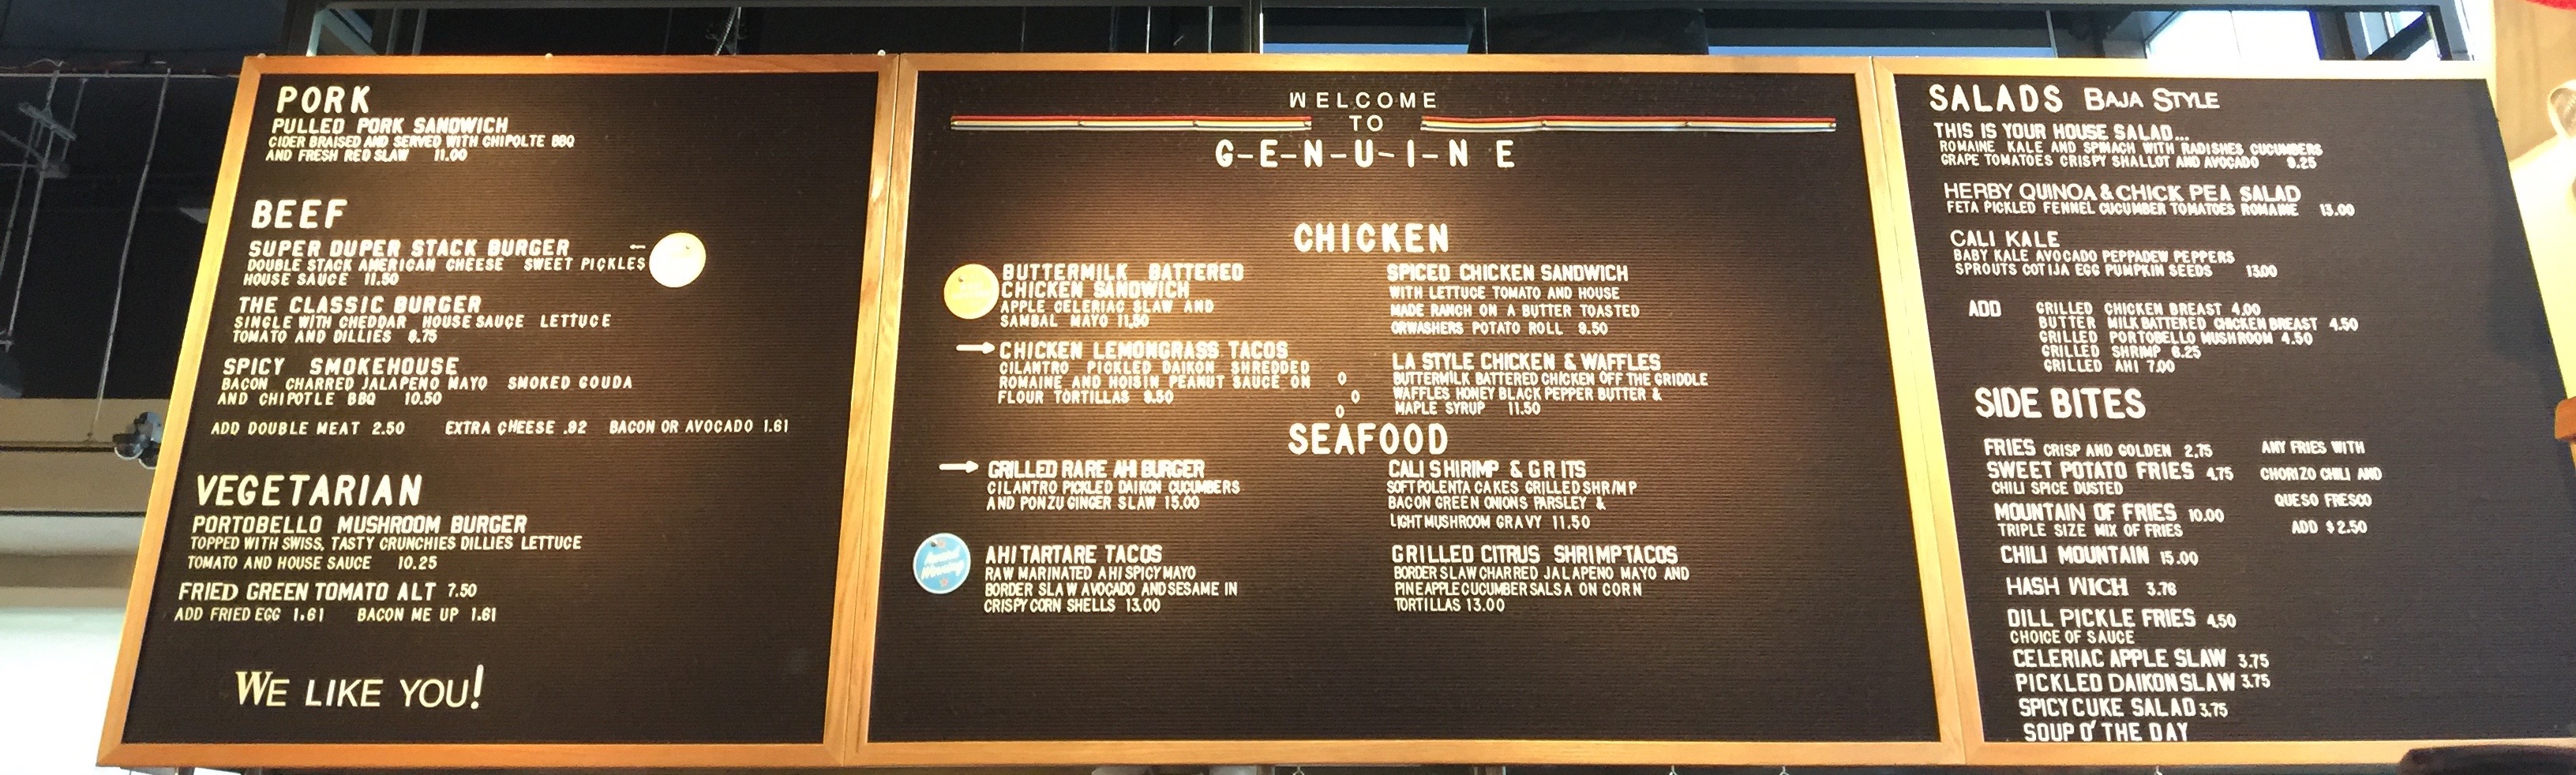 PORK
PULLED PORK SANDWICH
CIDER BRAISED AND SERVED WITH CHIPOLTE BBQ
AND FRESH RED SLAW 11.00
BEEF
SUPER DUPER STACK BURGER
DOUBLE STACK AMERICAN CHEESE SWEET PICKLES
HOUSE SAUCE 11.50
THE CLASSIC BURGER
SINGLE WITH CHEDDAR HOUSE SAUCE LETTUCE
TOMATO AND DILLIES 8.75
SPICY SMOKEHOUSE
BACON CHARRED JALAPENO MAYO SMOKED GOUDA
AND CHIPOTLE BBQ 10.50
ADD DOUBLE MEAT 2.50 EXTRA CHEESE .92 BACON OR AVOCADO 1.61
VEGETARIAN
PORTOBELLO MUSHROOM BURGER
TOPPED WITH SWISS, TASTY CRUNCHIES DILLIES LETTUCE
TOMATO AND HOUSE SAUCE 10.25
FRIED GREEN TOMATO ALT 7.50
ADD FRIED EGG 1.61 BACON ME UP 1.61
WE LIKE YOU!
WELCOME
TO
G-E-N-U-I-N E
CHICKEN
BUTTERMILK BATTERED
CHICKEN SANDWICH
APPLE CELERIAC SLAW AND
SAMBAL MAYO 11.50
CHICKEN LEMONGRASS TACOS
CILANTRO PICKLED DAIKON SHREDDED
ROMAINE AND HOISIN PEANUT SAUCE ON
FLOUR TORTILLAS 9.50
SPICED CHICKEN SANDWICH
WITH LETTUCE TOMATO AND HOUSE
MADE RANCH ON A BUTTER TOASTED
ORWASHERS POTATO ROLL 9.50
LA STYLE CHICKEN & WAFFLES
BUTTERMILK BATTERED CHICKEN OFF THE GRIDDLE
WAFFLES HONEY BLACK PEPPER BUTTER &
MAPLE SYRUP 11.50
SEAFOOD
GRILLED RARE AHI BURGER
CILANTRO PICKLED DAIKON CUCUMBERS
AND PONZU GINGER SLAW 15.00
Award
Winning
AHI TARTARE TACOS
RAW MARINATED AHI SPICY MAYO
BORDER SLAW AVOCADO AND SESAME IN
CRISPY CORN SHELLS 13.00
CALI SHIRIMP & GRITS
SOFT POLENTA CAKES GRILLED SHRIMP
BACON GREEN ONIONS PARSLEY &
LIGHT MUSHROOM GRAVY 11.50
GRILLED CITRUS SHRIMP TACOS
BORDER SLAW CHARRED JALAPENO MAYO AND
PINEAPPLE CUCUMBER SALSA ON CORN
TORTILLAS 13.00
SALADS BAJA STYLE
THIS IS YOUR HOUSE SALAD...
ROMAINE KALE AND SPINACH WITH RADISHES CUCUMBERS
GRAPE TOMATOES CRISPY SHALLOT AND AVOCADO 9.25
HERBY QUINOA & CHICK PEA SALAD
FETA PICKLED FENNEL CUCUMBER TOMATOES ROMAINE 13.00
CALI KALE
BABY KALE AVOCADO PEPPADEW PEPPERS
SPROUTS COTIJA EGG PUMPKIN SEEDS 13.00
ADD GRILLED CHICKEN BREAST 4.00
BUTTER MILK BATTERED CHICKEN BREAST 4.50
GRILLED PORTOBELLO MUSHROOM 4.50
GRILLED SHRIMP 6.25
GRILLED AHI 7.00
SIDE BITES
FRIES CRISP AND GOLDEN 2.75
SWEET POTATO FRIES 4.75
CHILI SPICE DUSTED
MOUNTAIN OF FRIES 10.00
TRIPLE SIZE MIX OF FRIES
CHILI MOUNTAIN 15.00
HASH WICH 3.76
DILL PICKLE FRIES 4.50
CHOICE OF SAUCE
CELERIAC APPLE SLAW 3.75
PICKLED DAIKON SLAW 3.75
SPICY CUKE SALAD 3.75
SOUP O' THE DAY
ANY FRIES WITH
CHORIZO CHILI AND
QUESO FRESCO
ADD $2.50